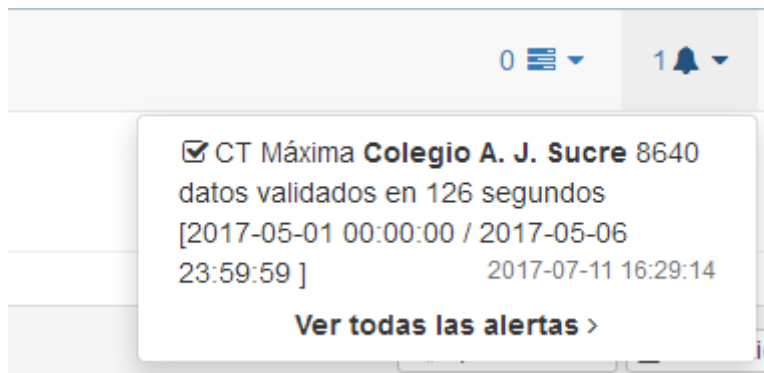 0
1
CT Máxima Colegio A. J. Sucre 8640
datos validados en 126 segundos
[2017-05-01 00:00:00 / 2017-05-06
23:59:59 ] 2017-07-11 16:29:14
Ver todas las alertas >